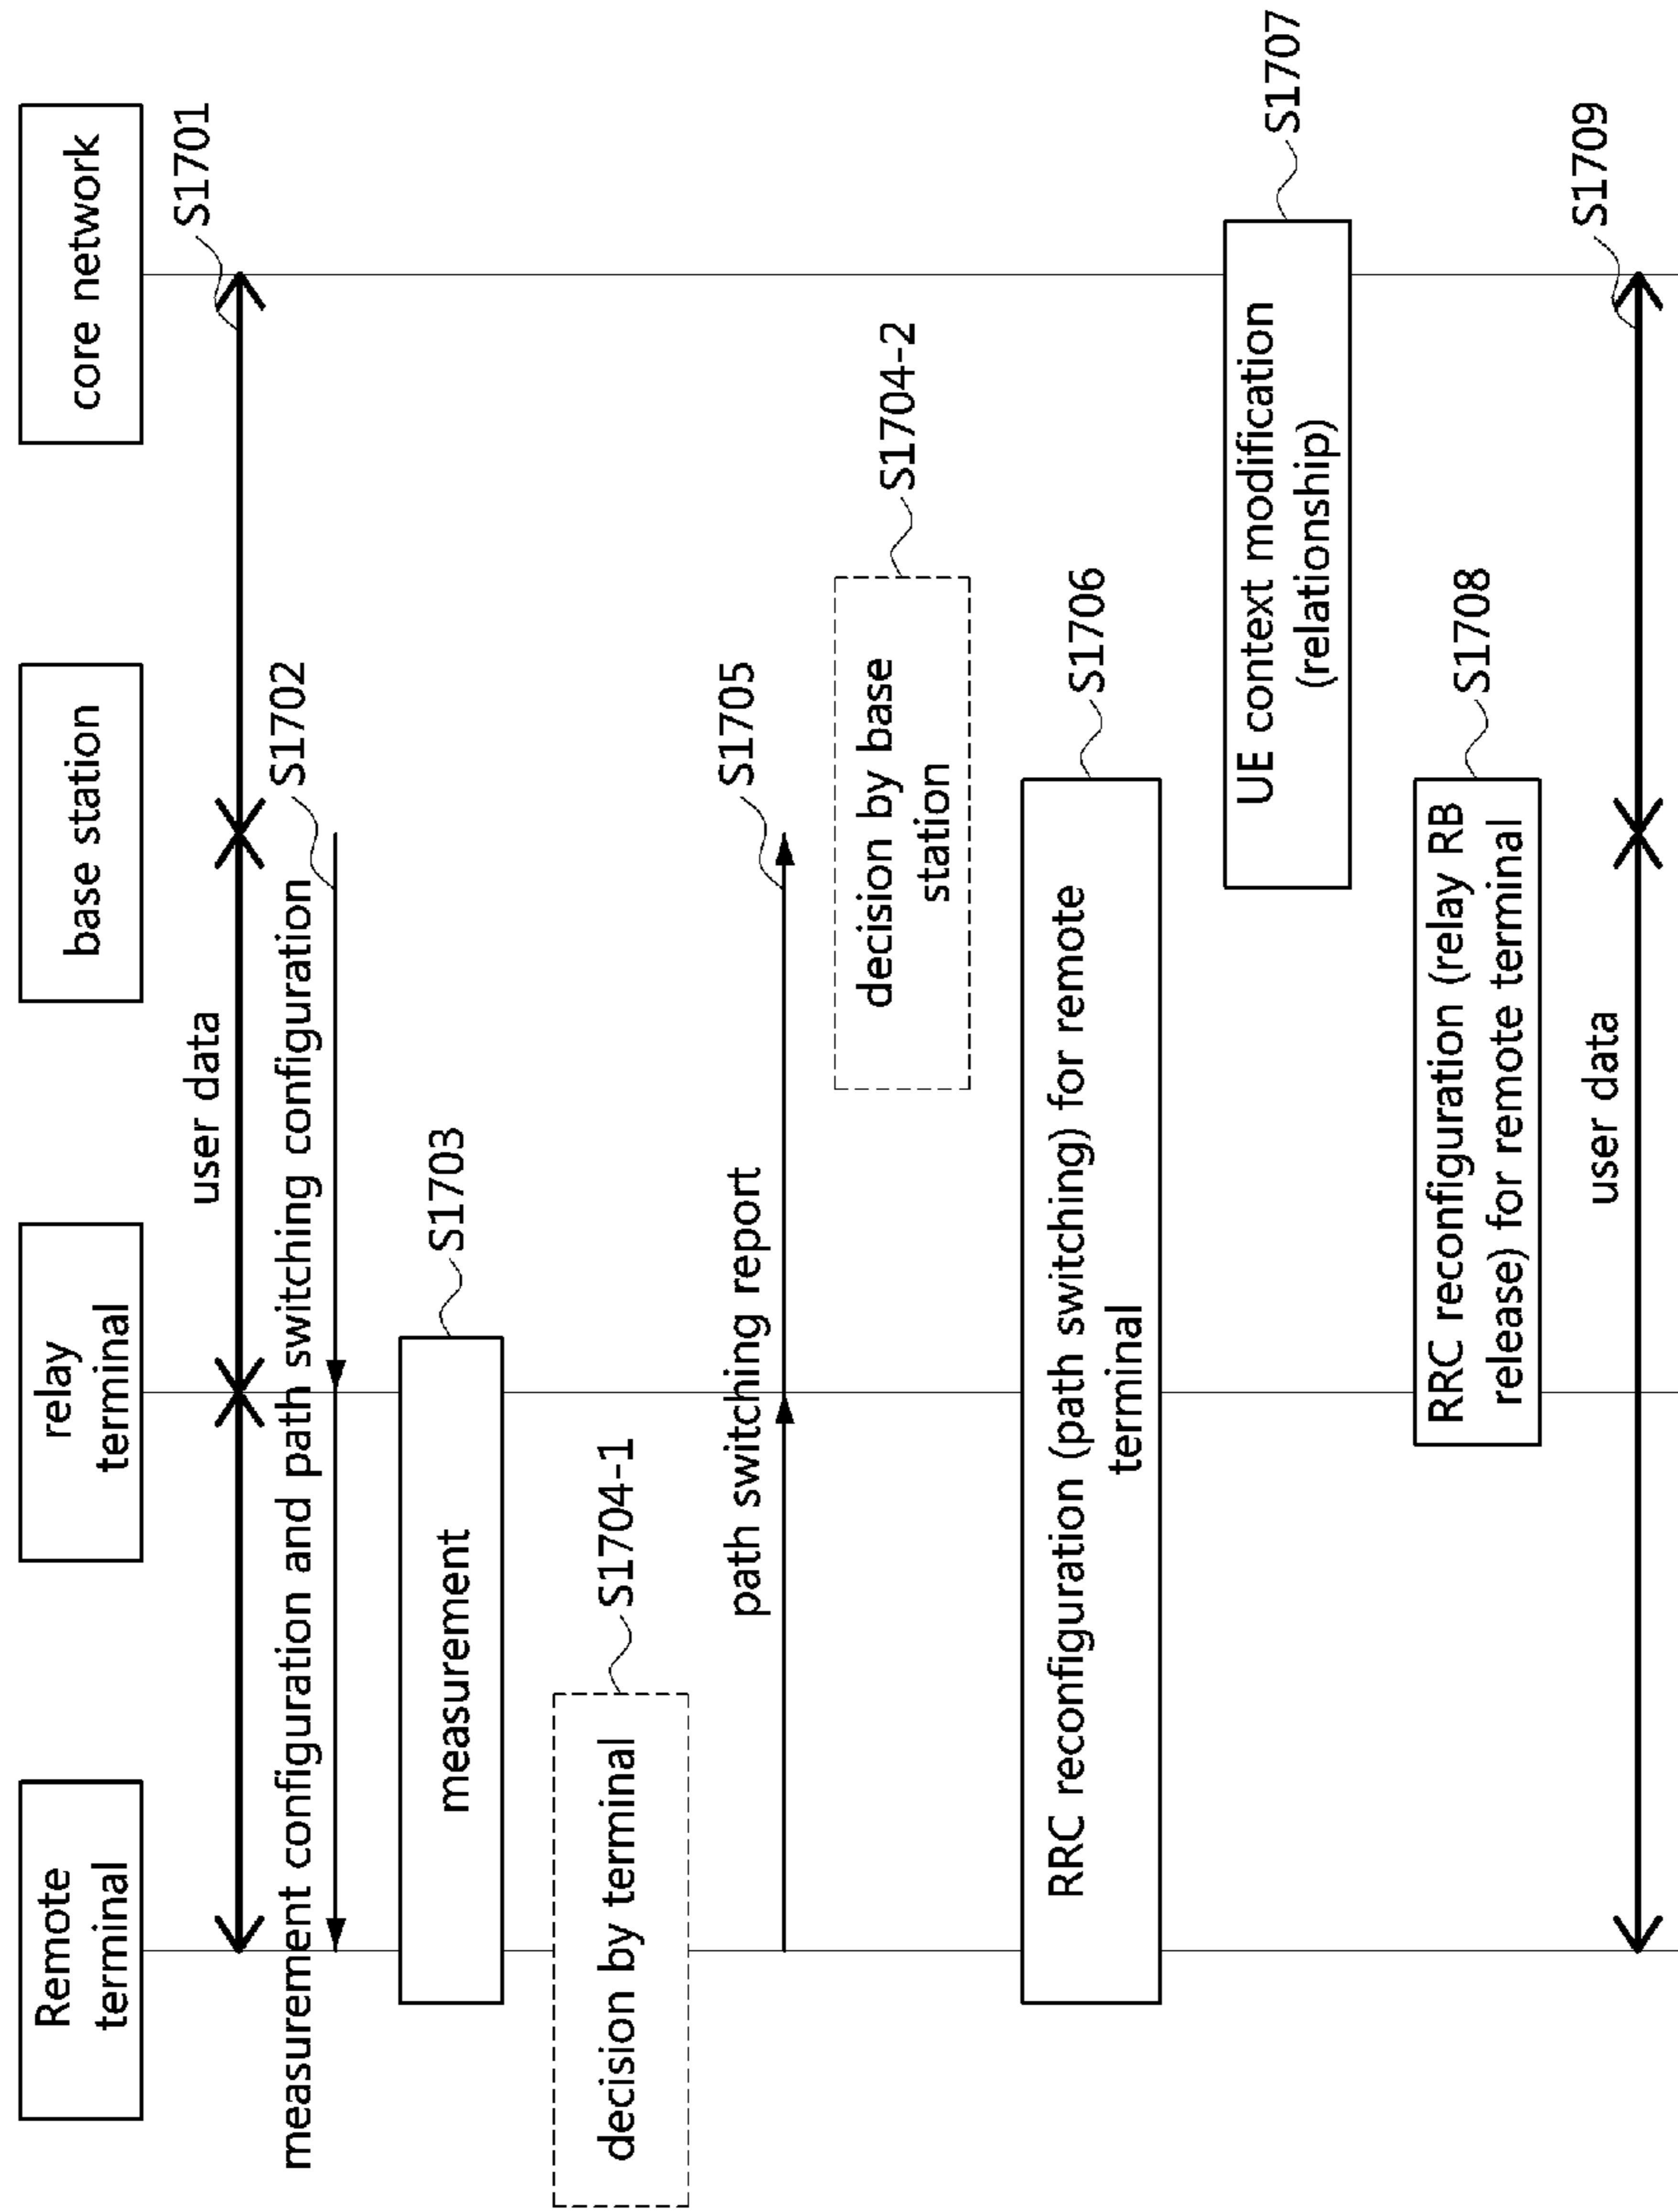 Remote
terminal
relay
terminal
base station
core network
user data
S1701
measurement configuration and path switching configuration
S1702
measurement
S1703
decision by terminal
S1704-1
path switching report
S1705
decision by base
station
S1704-2
RRC reconfiguration (path switching) for remote
terminal
S1706
UE context modification
(relationship)
S1707
RRC reconfiguration (relay RB
release) for remote terminal
S1708
user data
S1709